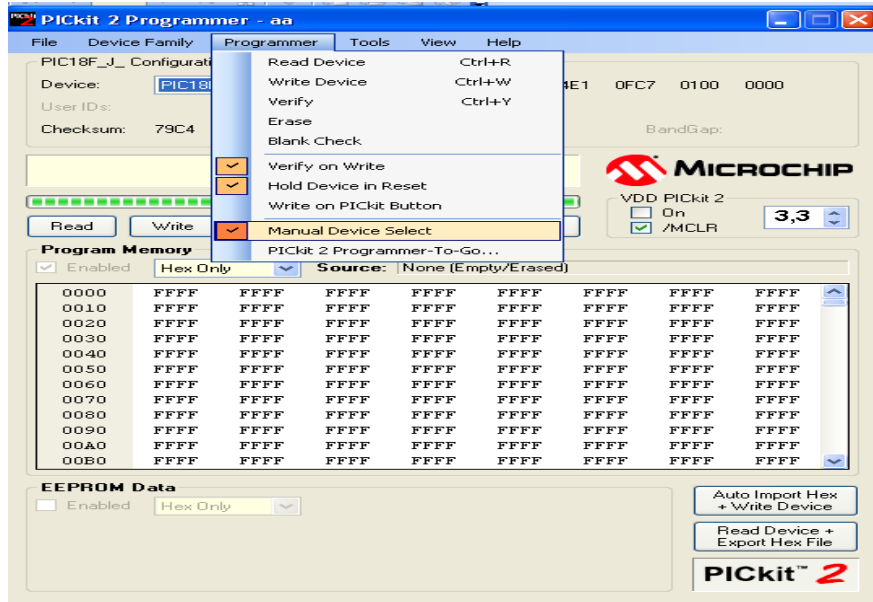 PICkit 2 Programmer - aa
File Device Family Programmer Tools View Help
PIC18F_J_ Configurati
Device: PIC18 4E1 0FC7 0100 0000
User IDs:
Checksum: 79C4 BandGap:
Read Device Ctrl+R
Write Device Ctrl+W
Verify Ctrl+Y
Erase
Blank Check
Verify on Write
Hold Device in Reset
Write on PICkit Button
Manual Device Select
PICkit 2 Programmer-To-Go...
MICROCHIP
VDD PICkit 2
On
/MCLR
3,3
Read Write
Program Memory
Enabled Hex Only Source: None (Empty/Erased)
0000 FFFF FFFF FFFF FFFF FFFF FFFF FFFF FFFF
0010 FFFF FFFF FFFF FFFF FFFF FFFF FFFF FFFF
0020 FFFF FFFF FFFF FFFF FFFF FFFF FFFF FFFF
0030 FFFF FFFF FFFF FFFF FFFF FFFF FFFF FFFF
0040 FFFF FFFF FFFF FFFF FFFF FFFF FFFF FFFF
0050 FFFF FFFF FFFF FFFF FFFF FFFF FFFF FFFF
0060 FFFF FFFF FFFF FFFF FFFF FFFF FFFF FFFF
0070 FFFF FFFF FFFF FFFF FFFF FFFF FFFF FFFF
0080 FFFF FFFF FFFF FFFF FFFF FFFF FFFF FFFF
0090 FFFF FFFF FFFF FFFF FFFF FFFF FFFF FFFF
00A0 FFFF FFFF FFFF FFFF FFFF FFFF FFFF FFFF
00B0 FFFF FFFF FFFF FFFF FFFF FFFF FFFF FFFF
EEPROM Data
Enabled Hex Only
Auto Import Hex
+ Write Device
Read Device +
Export Hex File
PICkit™ 2